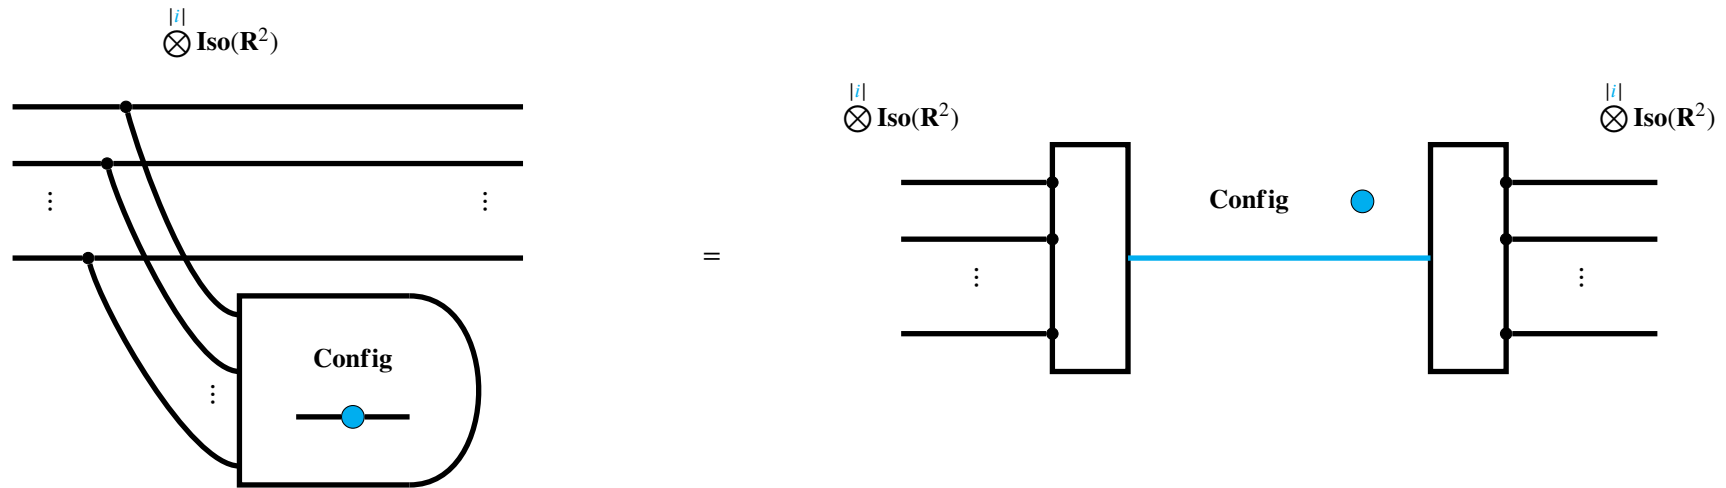 |i|
⨂ Iso(R²)
⋮ ⋮
Config
⋮
=
|i|
⨂ Iso(R²)
⋮
Config
|i|
⨂ Iso(R²)
⋮